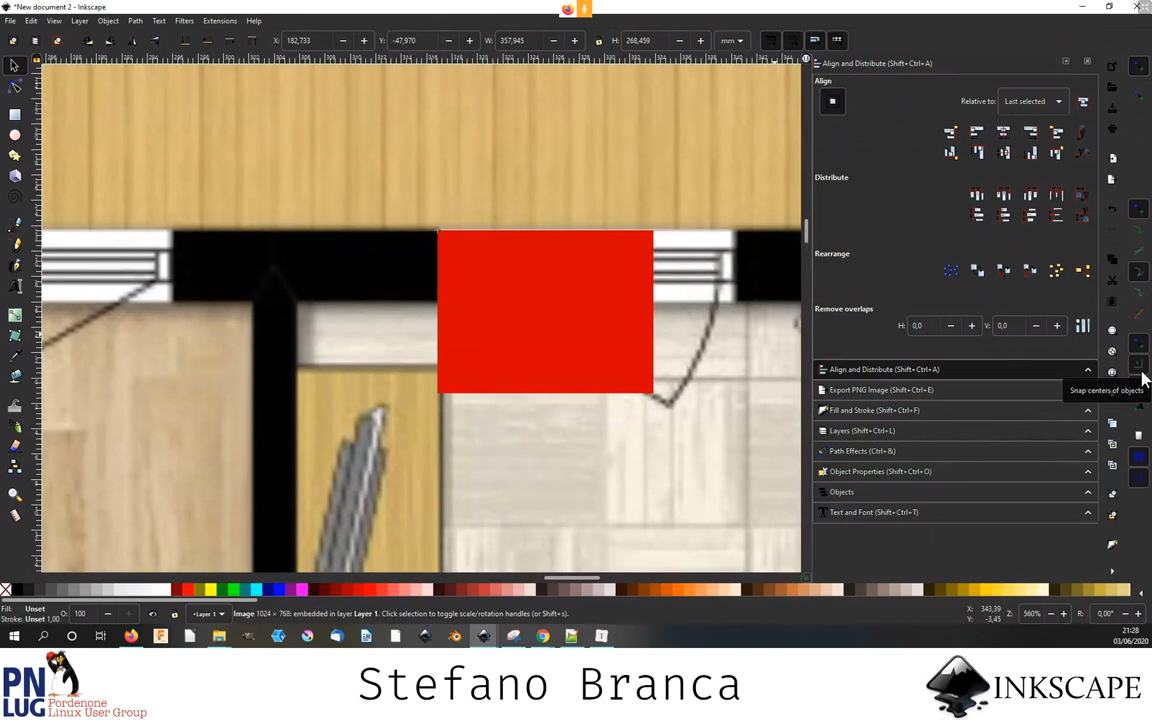 *New document 2 - Inkscape
File Edit View Layer Object Path Text Filters Extensions Help
X: 182,733 Y: -47,970 W: 357,945 H: 268,459 mm
Align and Distribute (Shift+Ctrl+A)
Align
Relative to: Last selected
Distribute
Rearrange
Remove overlaps
H: 0,0 V: 0,0
Align and Distribute (Shift+Ctrl+A)
Export PNG Image (Shift+Ctrl+E)
Snap centers of objects
Fill and Stroke (Shift+Ctrl+F)
Layers (Shift+Ctrl+L)
Path Effects (Ctrl+&)
Object Properties (Shift+Ctrl+O)
Objects
Text and Font (Shift+Ctrl+T)
Fill: Unset
Stroke: Unset 1,00
O: 100
Layer 1
Image 1024 × 768: embedded in layer Layer 1. Click selection to toggle scale/rotation handles (or Shift+s).
X: 343,39
Y: -3,45
Z: 560%
R: 0,00°
21:28
03/06/2020
PN LUG
Pordenone
Linux User Group
Stefano Branca
INKSCAPE